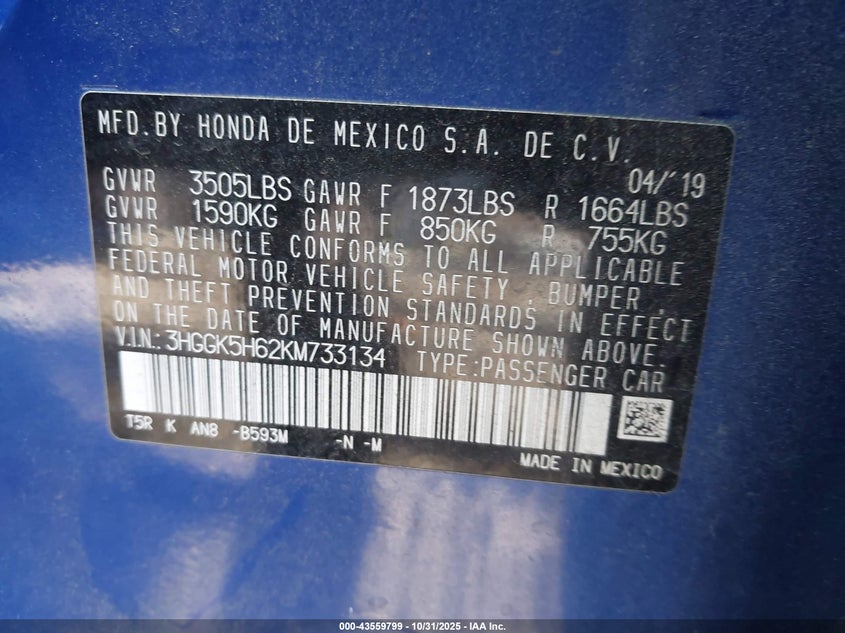 MFD.BY HONDA DE MEXICO S.A. DE C.V.
04/'19
GVWR 3505LBS GAWR F 1873LBS R 1664LBS
GVWR 1590KG GAWR F 850KG R 755KG
THIS VEHICLE CONFORMS TO ALL APPLICABLE
FEDERAL MOTOR VEHICLE SAFETY, BUMPER,
AND THEFT PREVENTION STANDARDS IN EFFECT
ON THE DATE OF MANUFACTURE SHOWN ABOVE.
V.I.N.: 3HGGK5H62KM733134 TYPE:PASSENGER CAR
T5R K AN8 -B593M -N -M
MADE IN MEXICO
000-43559799 - 10/31/2025 - IAA Inc.